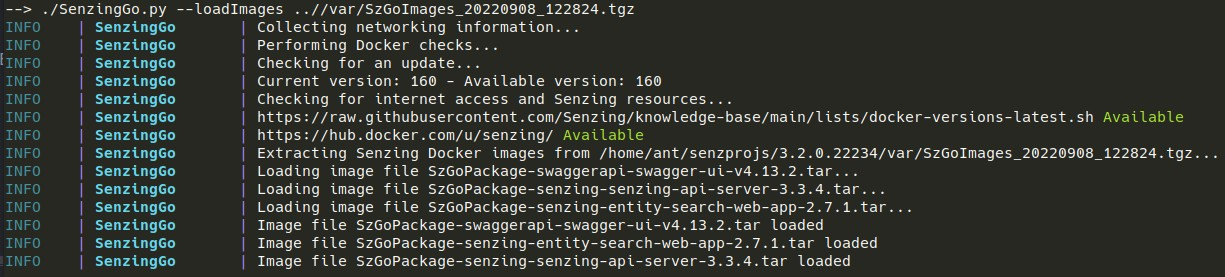 --> ./SenzingGo.py --loadImages ..//var/SzGoImages_20220908_122824.tgz
INFO | SenzingGo | Collecting networking information...
INFO | SenzingGo | Performing Docker checks...
INFO | SenzingGo | Checking for an update...
INFO | SenzingGo | Current version: 160 - Available version: 160
INFO | SenzingGo | Checking for internet access and Senzing resources...
INFO | SenzingGo | https://raw.githubusercontent.com/Senzing/knowledge-base/main/lists/docker-versions-latest.sh Available
INFO | SenzingGo | https://hub.docker.com/u/senzing/ Available
INFO | SenzingGo | Extracting Senzing Docker images from /home/ant/senzprojs/3.2.0.22234/var/SzGoImages_20220908_122824.tgz...
INFO | SenzingGo | Loading image file SzGoPackage-swaggerapi-swagger-ui-v4.13.2.tar...
INFO | SenzingGo | Loading image file SzGoPackage-senzing-senzing-api-server-3.3.4.tar...
INFO | SenzingGo | Loading image file SzGoPackage-senzing-entity-search-web-app-2.7.1.tar...
INFO | SenzingGo | Image file SzGoPackage-swaggerapi-swagger-ui-v4.13.2.tar loaded
INFO | SenzingGo | Image file SzGoPackage-senzing-entity-search-web-app-2.7.1.tar loaded
INFO | SenzingGo | Image file SzGoPackage-senzing-senzing-api-server-3.3.4.tar loaded